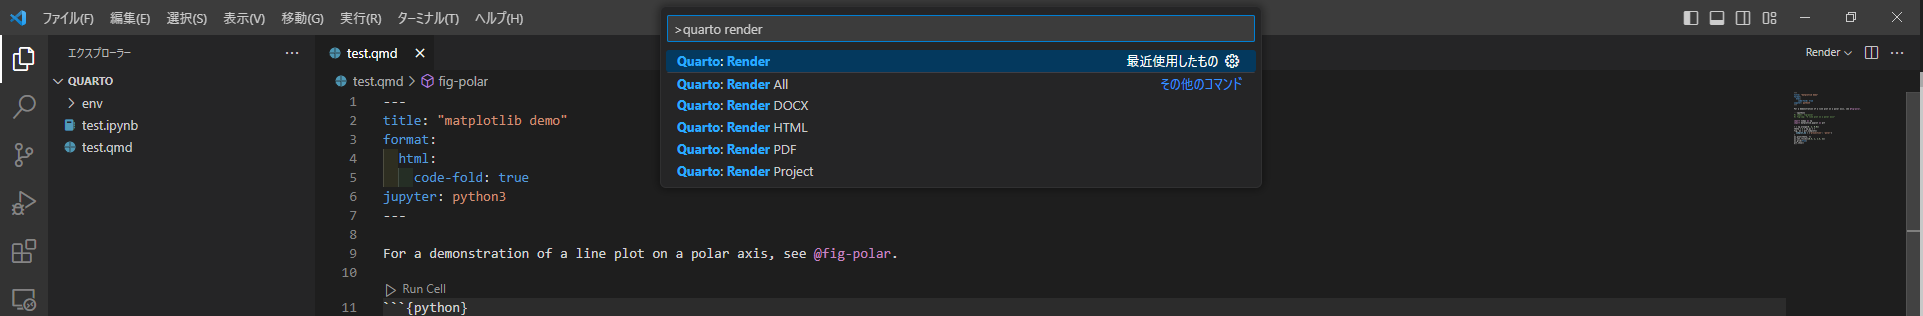 ファイル(F) 編集(E) 選択(S) 表示(V) 移動(G) 実行(R) ターミナル(T) ヘルプ(H)
>quarto render
Quarto: Render 最近使用したもの
Quarto: Render All その他のコマンド
Quarto: Render DOCX
Quarto: Render HTML
Quarto: Render PDF
Quarto: Render Project
エクスプローラー ···
QUARTO
env
test.ipynb
test.qmd
test.qmd
Render ···
test.qmd > fig-polar
1 ---
2 title: "matplotlib demo"
3 format:
4 html:
5 code-fold: true
6 jupyter: python3
7 ---
8
9 For a demonstration of a line plot on a polar axis, see @fig-polar.
10
Run Cell
11 ```{python}